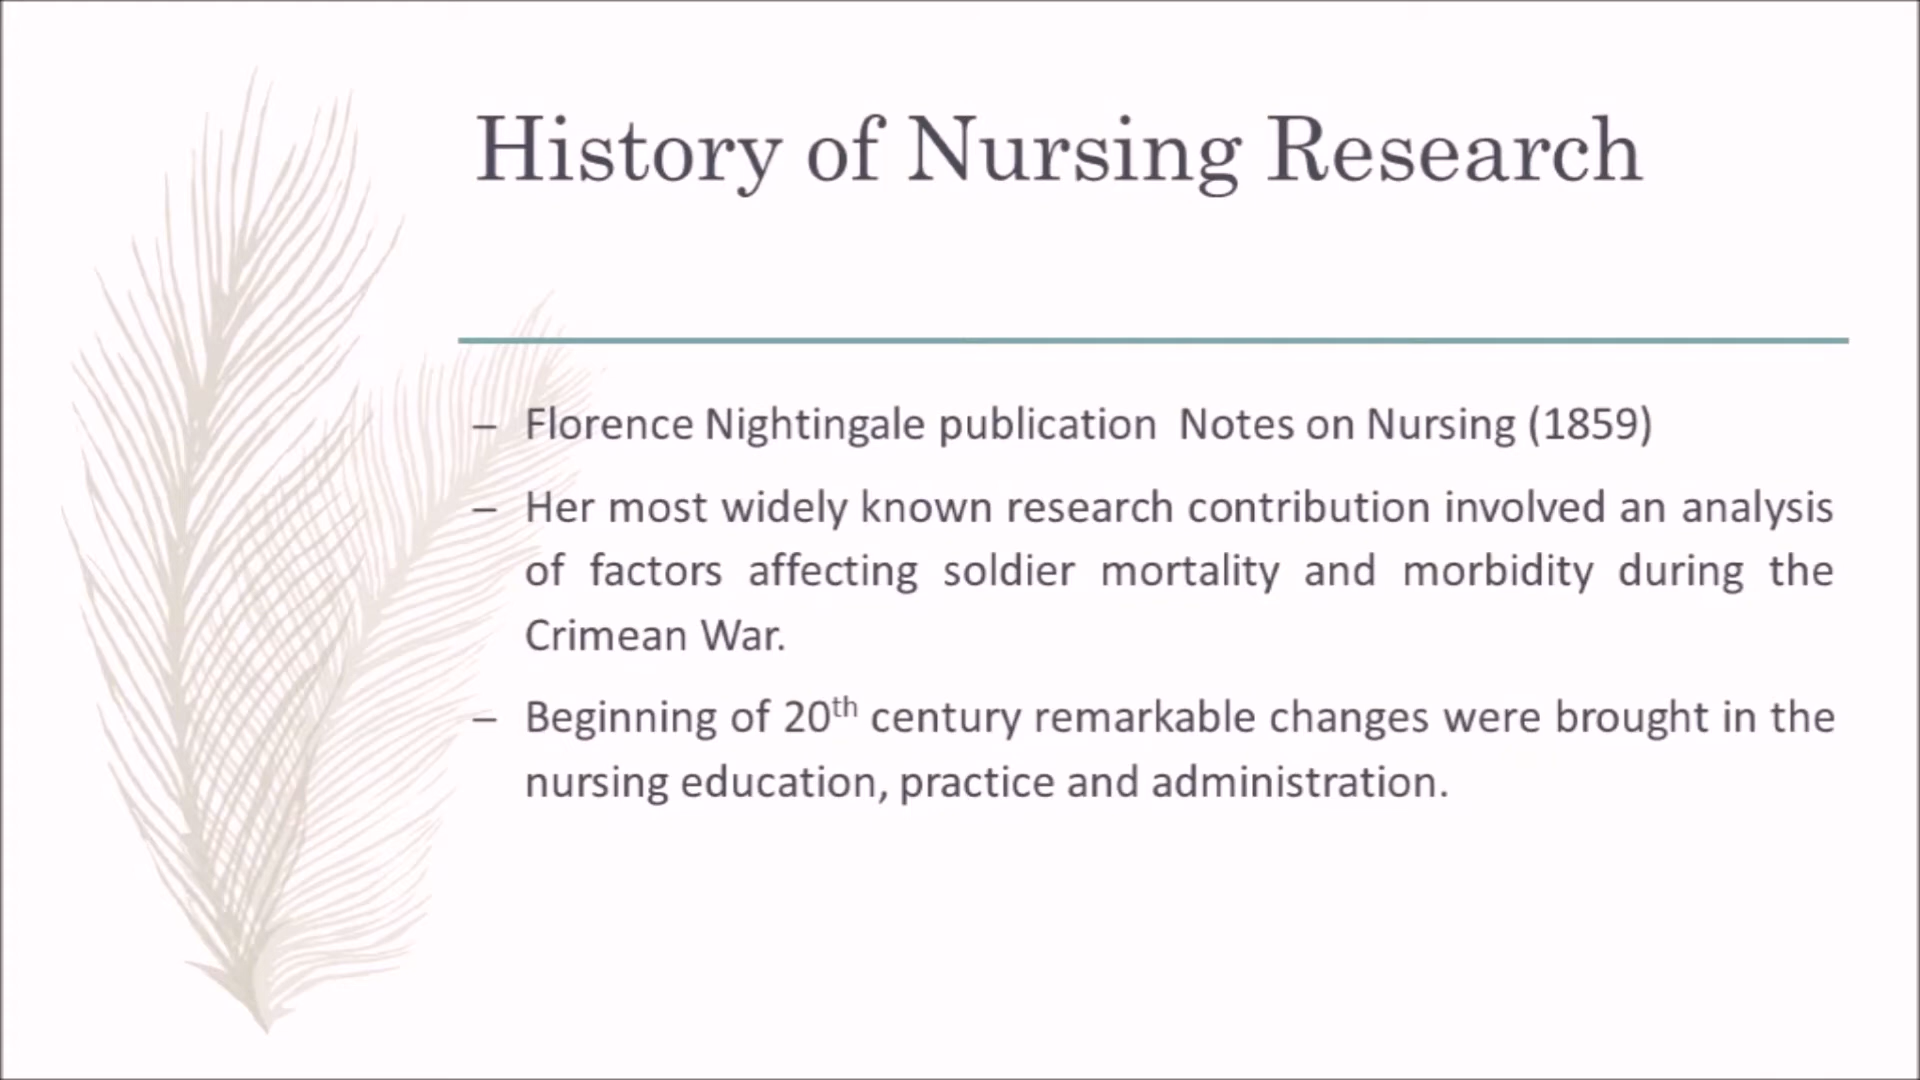 History of Nursing Research
– Florence Nightingale publication  Notes on Nursing (1859)
– Her most widely known research contribution involved an analysis
of factors affecting soldier mortality and morbidity during the
Crimean War.
– Beginning of 20th century remarkable changes were brought in the
nursing education, practice and administration.